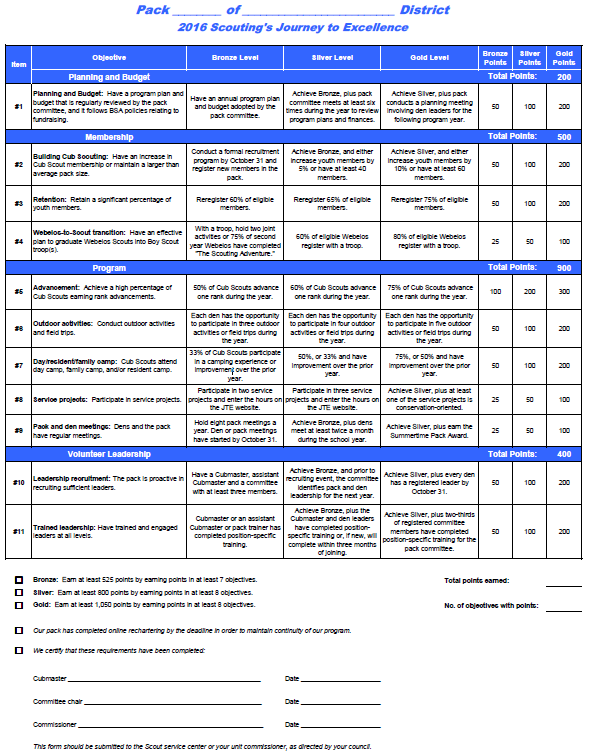 Pack _______ of ______________________ District
2016 Scouting's Journey to Excellence
Item Objective Bronze Level Silver Level Gold Level Bronze Points Silver Points Gold Points
Planning and Budget Total Points: 200
#1 Planning and Budget: Have a program plan and budget that is regularly reviewed by the pack committee, and it follows BSA policies relating to fundraising. Have an annual program plan and budget adopted by the pack committee. Achieve Bronze, plus pack committee meets at least six times during the year to review program plans and finances. Achieve Silver, plus pack conducts a planning meeting involving den leaders for the following program year. 50 100 200
Membership Total Points: 500
#2 Building Cub Scouting: Have an increase in Cub Scout membership or maintain a larger than average pack size. Conduct a formal recruitment program by October 31 and register new members in the pack. Achieve Bronze, and either increase youth members by 5% or have at least 40 members. Achieve Silver, and either increase youth members by 10% or have at least 60 members. 50 100 200
#3 Retention: Retain a significant percentage of youth members. Reregister 60% of eligible members. Reregister 65% of eligible members. Reregister 75% of eligible members. 50 100 200
#4 Webelos-to-Scout transition: Have an effective plan to graduate Webelos Scouts into Boy Scout troop(s). With a troop, hold two joint activities or 75% of second year Webelos have completed "The Scouting Adventure." 60% of eligible Webelos register with a troop. 80% of eligible Webelos register with a troop. 25 50 100
Program Total Points: 900
#5 Advancement: Achieve a high percentage of Cub Scouts earning rank advancements. 50% of Cub Scouts advance one rank during the year. 60% of Cub Scouts advance one rank during the year. 75% of Cub Scouts advance one rank during the year. 100 200 300
#6 Outdoor activities: Conduct outdoor activities and field trips. Each den has the opportunity to participate in three outdoor activities or field trips during the year. Each den has the opportunity to participate in four outdoor activities or field trips during the year. Each den has the opportunity to participate in five outdoor activities or field trips during the year. 50 100 200
#7 Day/resident/family camp: Cub Scouts attend day camp, family camp, and/or resident camp. 33% of Cub Scouts participate in a camping experience or improvement over the prior year. 50%, or 33% and have improvement over the prior year. 75%, or 50% and have improvement over the prior year. 50 100 200
#8 Service projects: Participate in service projects. Participate in two service projects and enter the hours on the JTE website. Participate in three service projects and enter the hours on the JTE website. Achieve Silver, plus at least one of the service projects is conservation-oriented. 25 50 100
#9 Pack and den meetings: Dens and the pack have regular meetings. Hold eight pack meetings a year. Den or pack meetings have started by October 31. Achieve Bronze, plus dens meet at least twice a month during the school year. Achieve Silver, plus earn the Summertime Pack Award. 25 50 100
Volunteer Leadership Total Points: 400
#10 Leadership recruitment: The pack is proactive in recruiting sufficient leaders. Have a Cubmaster, assistant Cubmaster and a committee with at least three members. Achieve Bronze, and prior to recruiting event, the committee identifies pack and den leadership for the next year. Achieve Silver, plus every den has a registered leader by October 31. 50 100 200
#11 Trained leadership: Have trained and engaged leaders at all levels. Cubmaster or an assistant Cubmaster or pack trainer has completed position-specific training. Achieve Bronze, plus the Cubmaster and den leaders have completed position-specific training or, if new, will complete within three months of joining. Achieve Silver, plus two-thirds of registered committee members have completed position-specific training for the pack committee. 50 100 200
Bronze: Earn at least 525 points by earning points in at least 7 objectives. Total points earned:
Silver: Earn at least 800 points by earning points in at least 8 objectives.
Gold: Earn at least 1,050 points by earning points in at least 8 objectives. No. of objectives with points:
Our pack has completed online rechartering by the deadline in order to maintain continuity of our program.
We certify that these requirements have been completed:
Cubmaster Date
Committee chair Date
Commissioner Date
This form should be submitted to the Scout service center or your unit commissioner, as directed by your council.